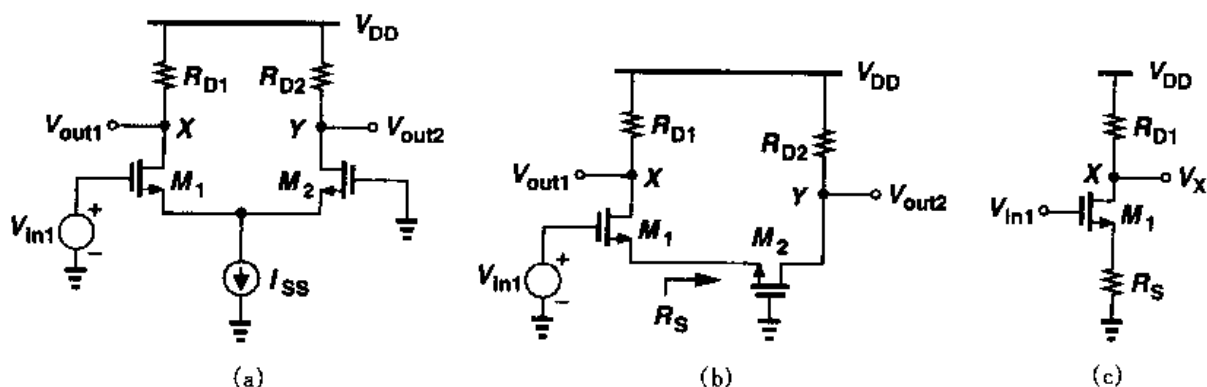 V_DD
R_D1
R_D2
V_out1
X
Y
V_out2
M_1
M_2
V_in1
+
−
I_SS
(a)
V_DD
R_D1
R_D2
V_out1
X
Y
V_out2
M_1
M_2
V_in1
+
−
R_S
(b)
V_DD
R_D1
X
V_X
V_in1
M_1
R_S
(c)